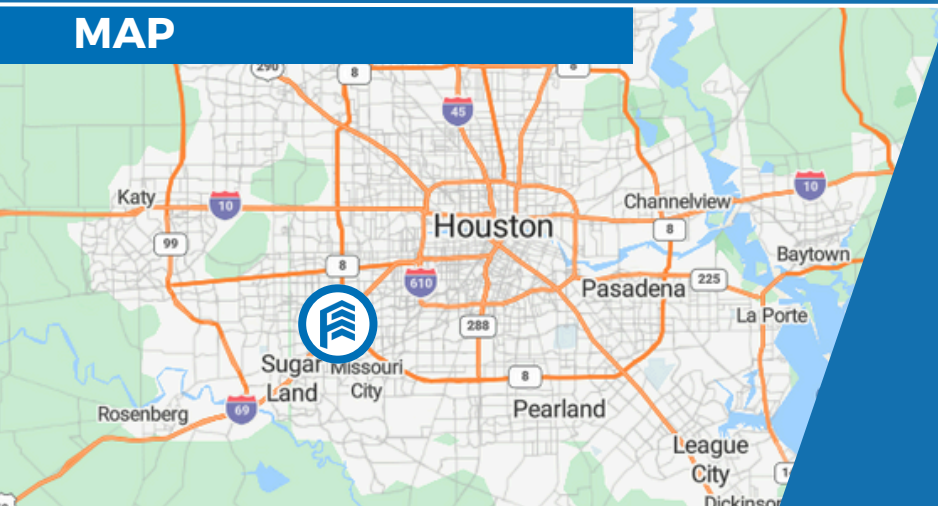 MAP
290
8
8
45
Katy
10
10
Channelview
99
Houston
8
Baytown
8
610
Pasadena
225
La Porte
288
Sugar
Land
Missouri
City
8
Rosenberg
69
Pearland
League
City
Dickinson